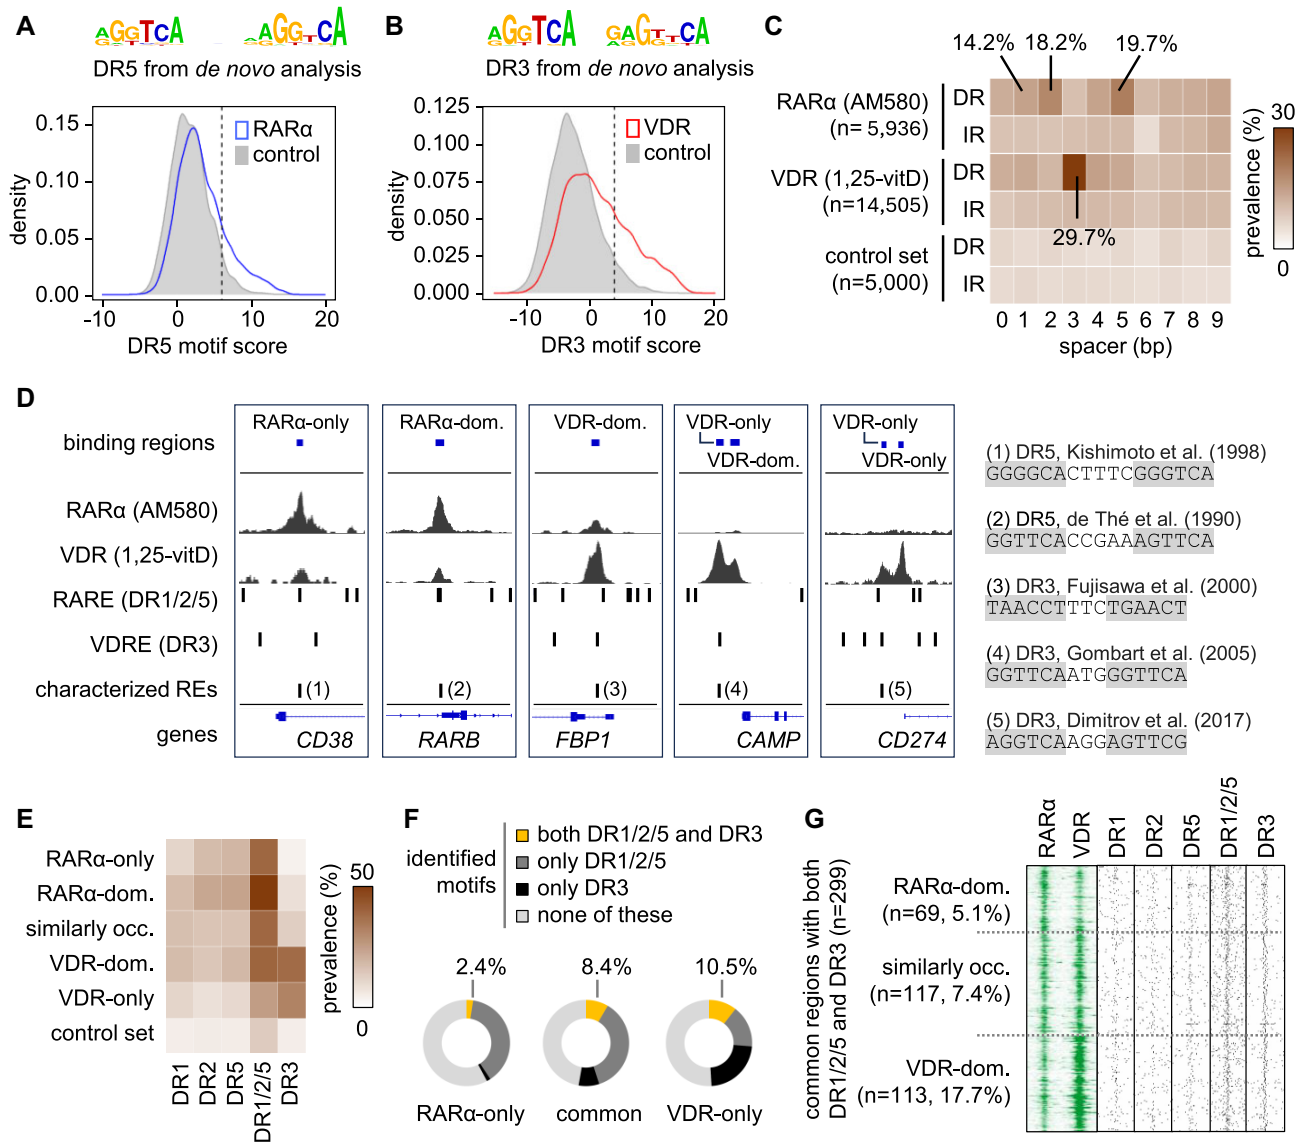 A
AGGTCA AGGTCA
DR5 from de novo analysis
0.15
0.10
0.05
0.00
density
RARα
control
-10 0 10 20
DR5 motif score
B
AGGTCA GAGTTCA
DR3 from de novo analysis
0.125
0.100
0.075
0.050
0.025
0.000
density
VDR
control
-10 0 10 20
DR3 motif score
C
14.2% 18.2% 19.7%
RARα (AM580)
(n= 5,936)
DR
IR
VDR (1,25-vitD)
(n=14,505)
DR
IR
29.7%
control set
(n=5,000)
DR
IR
0 1 2 3 4 5 6 7 8 9
spacer (bp)
30
prevalence (%)
0
D
binding regions
RARα (AM580)
VDR (1,25-vitD)
RARE (DR1/2/5)
VDRE (DR3)
characterized REs
genes
RARα-only
(1)
CD38
RARα-dom.
(2)
RARB
VDR-dom.
(3)
FBP1
VDR-only
VDR-dom.
(4)
CAMP
VDR-only
VDR-only
(5)
CD274
(1) DR5, Kishimoto et al. (1998)
GGGGCACTTTCGGGTCA
(2) DR5, de Thé et al. (1990)
GGTTCACCGAAAGTTCA
(3) DR3, Fujisawa et al. (2000)
TAACCTTTCTGAACT
(4) DR3, Gombart et al. (2005)
GGTTCAATGGGTTCA
(5) DR3, Dimitrov et al. (2017)
AGGTCAAGGAGTTCG
E
RARα-only
RARα-dom.
similarly occ.
VDR-dom.
VDR-only
control set
DR1
DR2
DR5
DR1/2/5
DR3
50
prevalence (%)
0
F
identified
motifs
both DR1/2/5 and DR3
only DR1/2/5
only DR3
none of these
2.4%
8.4%
10.5%
RARα-only
common
VDR-only
G
common regions with both
DR1/2/5 and DR3 (n=299)
RARα
VDR
DR1
DR2
DR5
DR1/2/5
DR3
RARα-dom.
(n=69, 5.1%)
similarly occ.
(n=117, 7.4%)
VDR-dom.
(n=113, 17.7%)